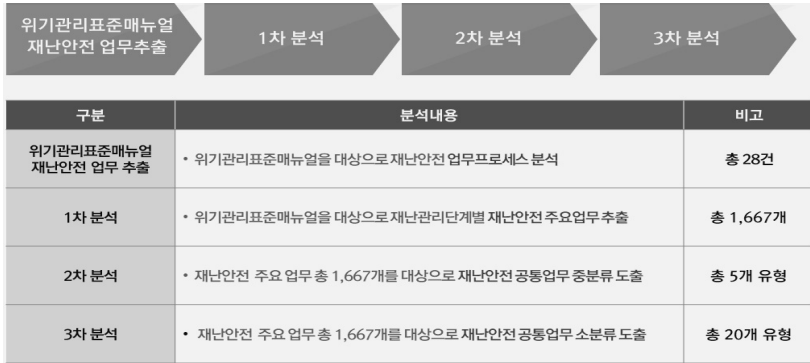 위기관리표준매뉴얼
재난안전 업무추출
1차 분석
2차 분석
3차 분석
구분
분석내용
비고
위기관리표준매뉴얼
재난안전 업무 추출
• 위기관리표준매뉴얼을 대상으로 재난안전 업무프로세스 분석
총 28건
1차 분석
• 위기관리표준매뉴얼을 대상으로 재난관리단계별 재난안전 주요업무 추출
총 1,667개
2차 분석
• 재난안전 주요 업무 총 1,667개를 대상으로 재난안전 공통업무 중분류 도출
총 5개 유형
3차 분석
• 재난안전 주요 업무 총 1,667개를 대상으로 재난안전 공통업무 소분류 도출
총 20개 유형